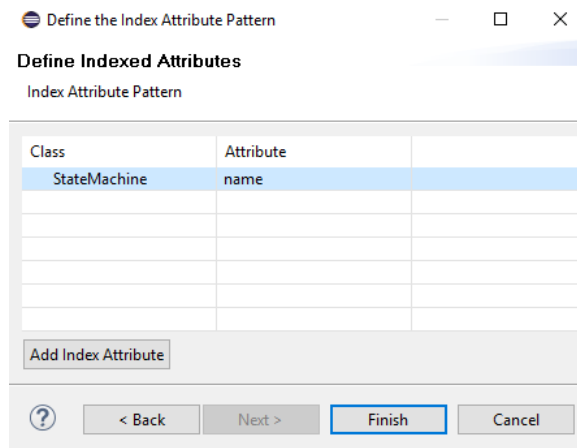 Define the Index Attribute Pattern
Define Indexed Attributes
Index Attribute Pattern
Class Attribute
StateMachine name
Add Index Attribute
? < Back Next > Finish Cancel